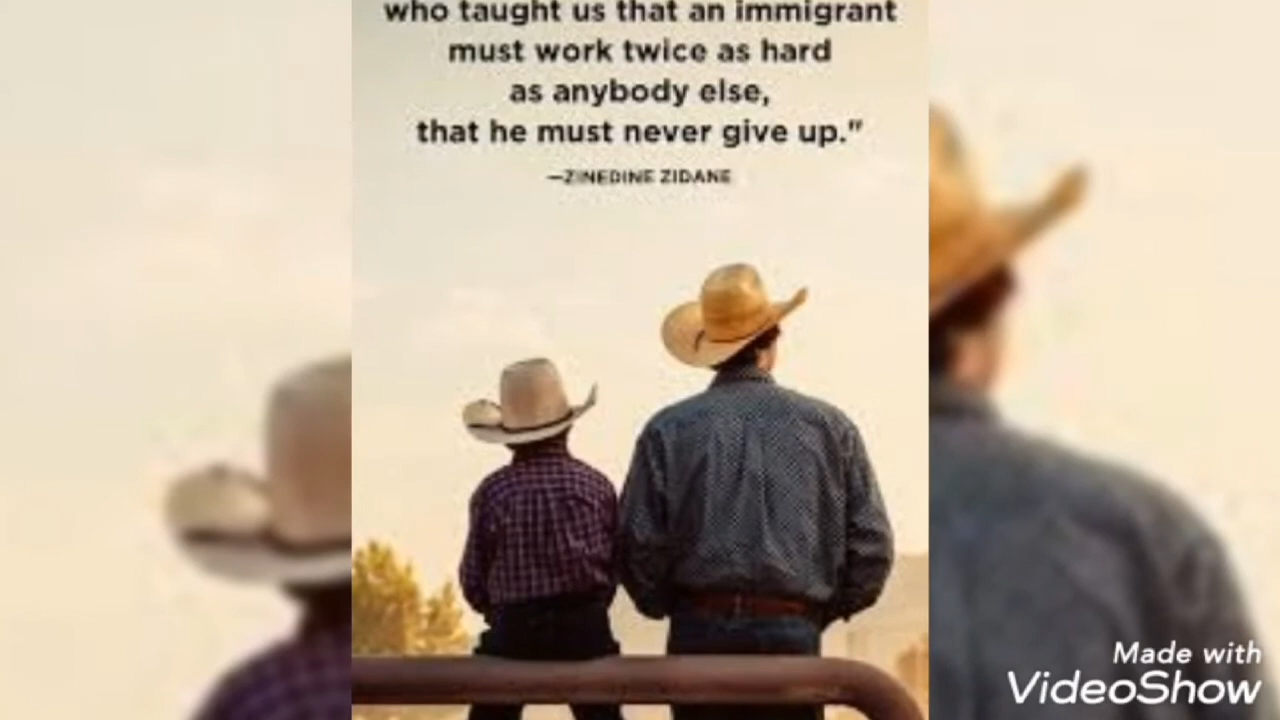 who taught us that an immigrant
must work twice as hard
as anybody else,
that he must never give up."
—ZINEDINE ZIDANE
Made with
VideoShow